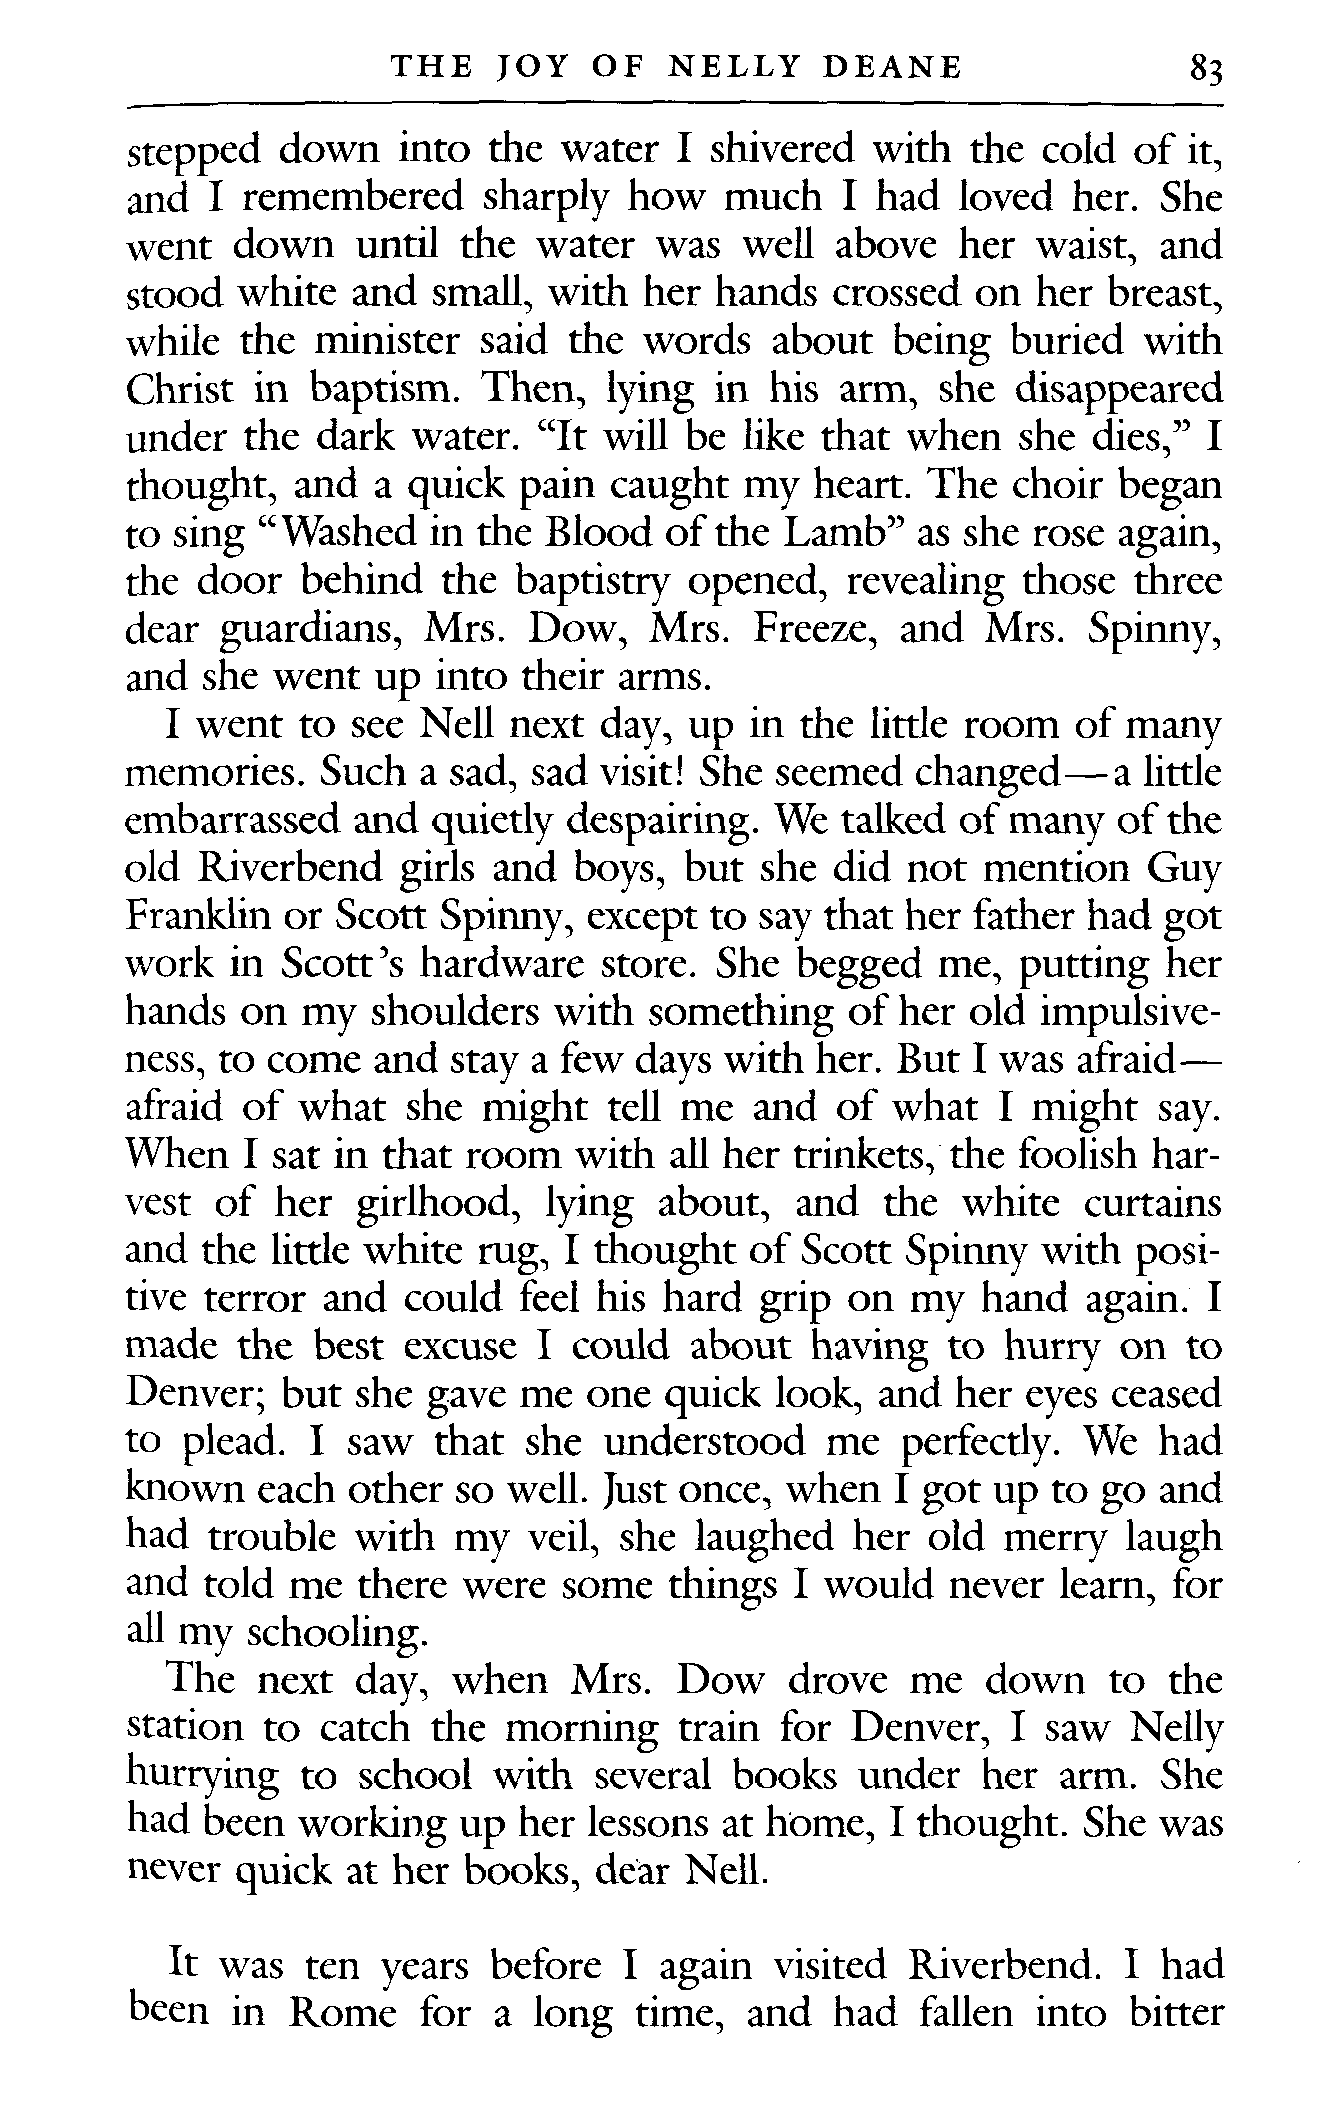 THE JOY OF NELLY DEANE 83
stepped down into the water I shivered with the cold of it,
and I remembered sharply how much I had loved her. She
went down until the water was well above her waist, and
stood white and small, with her hands crossed on her breast,
while the minister said the words about being buried with
Christ in baptism. Then, lying in his arm, she disappeared
under the dark water. “It will be like that when she dies,” I
thought, and a quick pain caught my heart. The choir began
to sing “Washed in the Blood of the Lamb” as she rose again,
the door behind the baptistry opened, revealing those three
dear guardians, Mrs. Dow, Mrs. Freeze, and Mrs. Spinny,
and she went up into their arms.
I went to see Nell next day, up in the little room of many
memories. Such a sad, sad visit! She seemed changed—a little
embarrassed and quietly despairing. We talked of many of the
old Riverbend girls and boys, but she did not mention Guy
Franklin or Scott Spinny, except to say that her father had got
work in Scott’s hardware store. She begged me, putting her
hands on my shoulders with something of her old impulsive-
ness, to come and stay a few days with her. But I was afraid—
afraid of what she might tell me and of what I might say.
When I sat in that room with all her trinkets, the foolish har-
vest of her girlhood, lying about, and the white curtains
and the little white rug, I thought of Scott Spinny with posi-
tive terror and could feel his hard grip on my hand again. I
made the best excuse I could about having to hurry on to
Denver; but she gave me one quick look, and her eyes ceased
to plead. I saw that she understood me perfectly. We had
known each other so well. Just once, when I got up to go and
had trouble with my veil, she laughed her old merry laugh
and told me there were some things I would never learn, for
all my schooling.
The next day, when Mrs. Dow drove me down to the
station to catch the morning train for Denver, I saw Nelly
hurrying to school with several books under her arm. She
had been working up her lessons at home, I thought. She was
never quick at her books, dear Nell.
It was ten years before I again visited Riverbend. I had
been in Rome for a long time, and had fallen into bitter